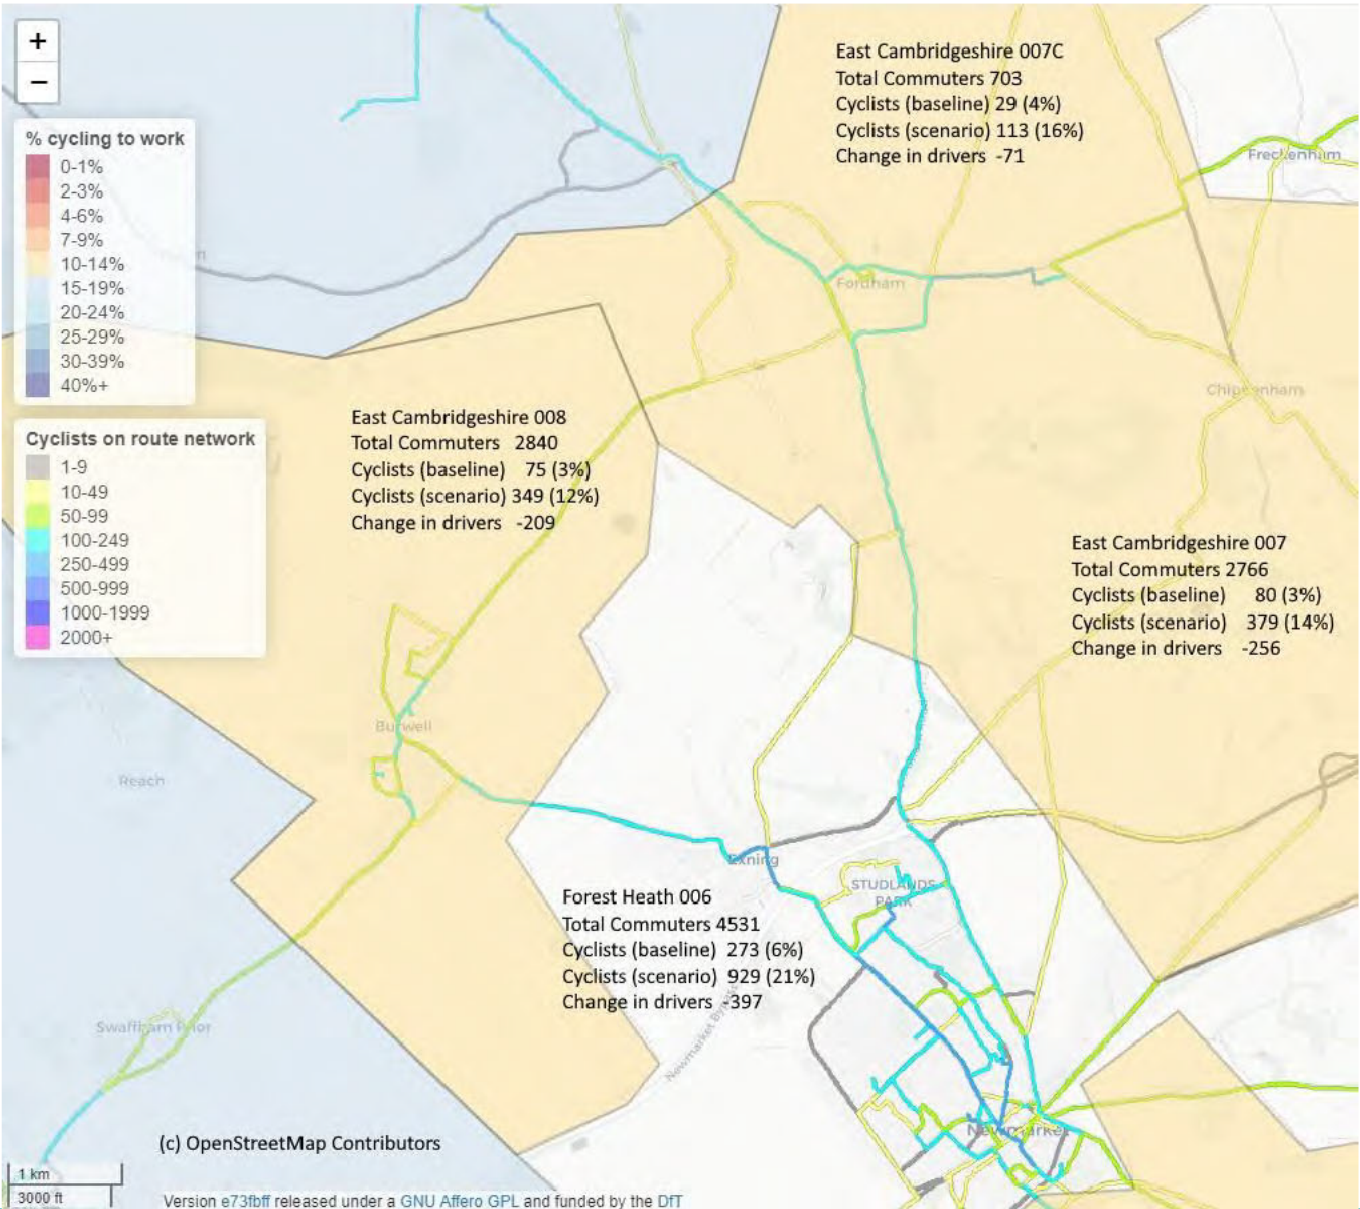 +
−
% cycling to work
0-1%
2-3%
4-6%
7-9%
10-14%
15-19%
20-24%
25-29%
30-39%
40%+
Cyclists on route network
1-9
10-49
50-99
100-249
250-499
500-999
1000-1999
2000+
East Cambridgeshire 007C
Total Commuters 703
Cyclists (baseline) 29 (4%)
Cyclists (scenario) 113 (16%)
Change in drivers -71
Freckenham
Fordham
Chippenham
East Cambridgeshire 008
Total Commuters 2840
Cyclists (baseline) 75 (3%)
Cyclists (scenario) 349 (12%)
Change in drivers -209
East Cambridgeshire 007
Total Commuters 2766
Cyclists (baseline) 80 (3%)
Cyclists (scenario) 379 (14%)
Change in drivers -256
Burwell
Reach
Exning
STUDLANDS
PARK
Forest Heath 006
Total Commuters 4531
Cyclists (baseline) 273 (6%)
Cyclists (scenario) 929 (21%)
Change in drivers -397
Newmarket Bypass
Swaffham Prior
Newmarket
(c) OpenStreetMap Contributors
1 km
3000 ft
Version e73fbff released under a GNU Affero GPL and funded by the DfT